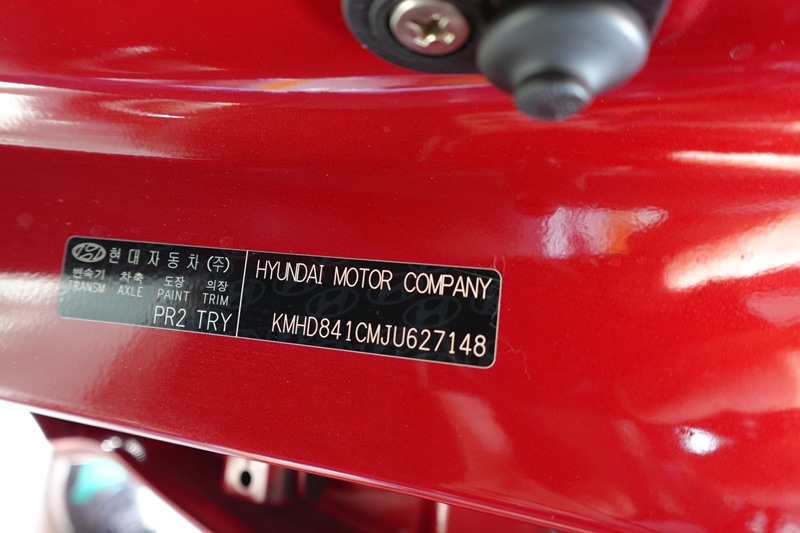 현대자동차(주)
변속기 차축 도장 의장
TRANSM AXLE PAINT TRIM
PR2 TRY
HYUNDAI MOTOR COMPANY
KMHD841CMJU627148